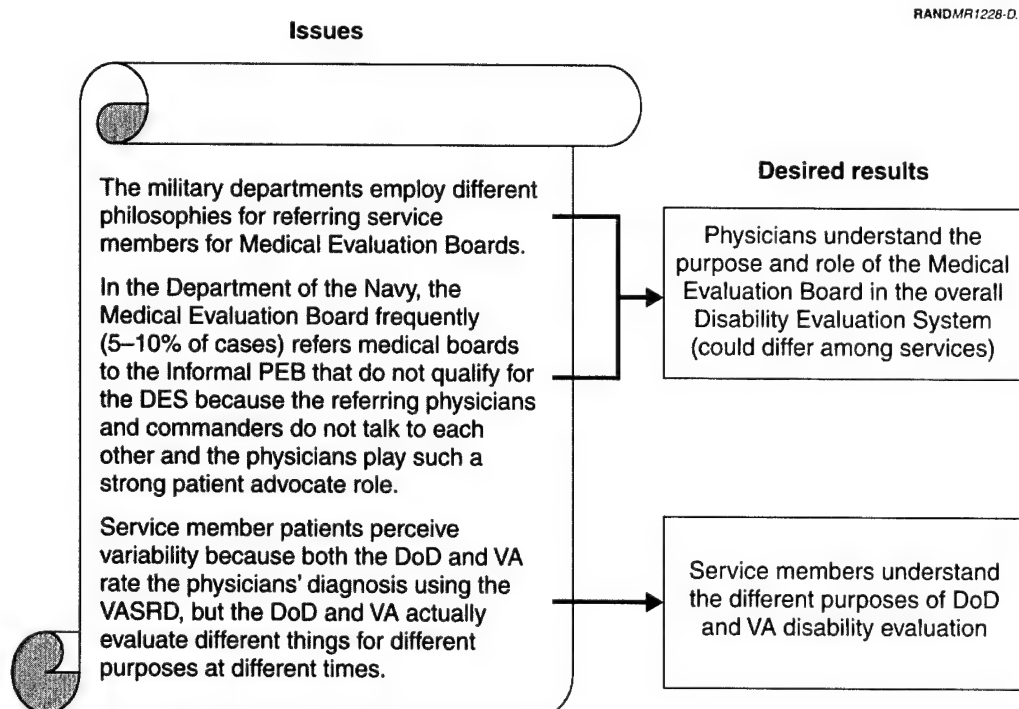 RANDMR1228-D.
Issues
The military departments employ different
philosophies for referring service
members for Medical Evaluation Boards.
In the Department of the Navy, the
Medical Evaluation Board frequently
(5–10% of cases) refers medical boards
to the Informal PEB that do not qualify for
the DES because the referring physicians
and commanders do not talk to each
other and the physicians play such a
strong patient advocate role.
Service member patients perceive
variability because both the DoD and VA
rate the physicians' diagnosis using the
VASRD, but the DoD and VA actually
evaluate different things for different
purposes at different times.
Desired results
Physicians understand the
purpose and role of the Medical
Evaluation Board in the overall
Disability Evaluation System
(could differ among services)
Service members understand
the different purposes of DoD
and VA disability evaluation